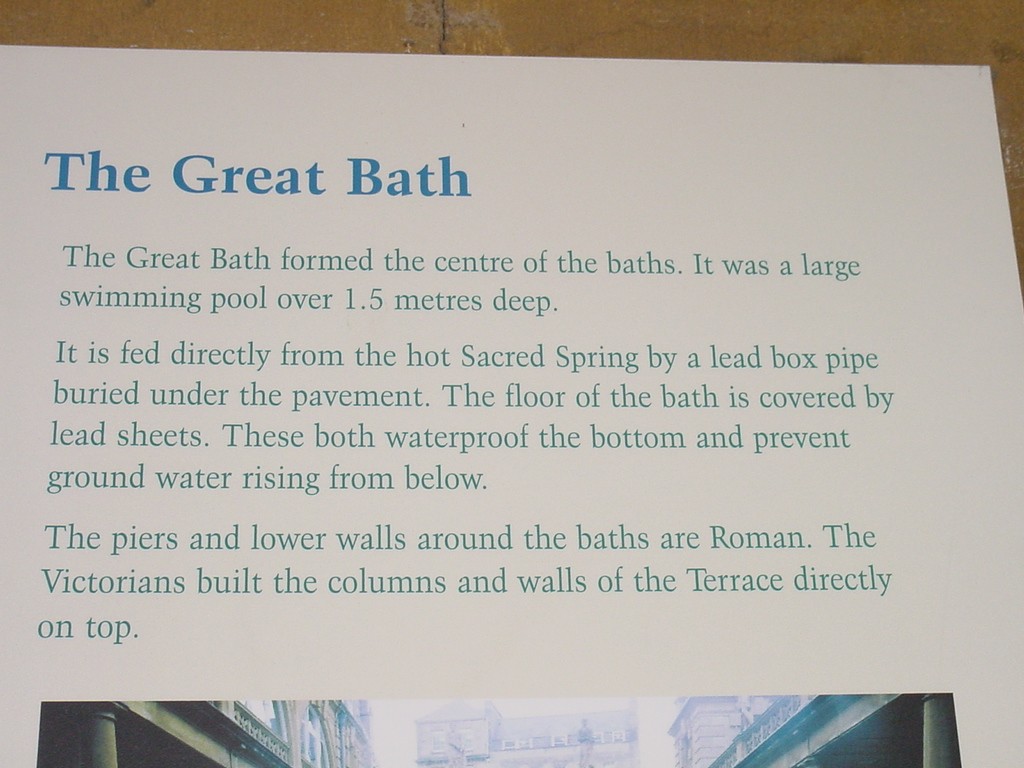 The Great Bath
The Great Bath formed the centre of the baths. It was a large
swimming pool over 1.5 metres deep.
It is fed directly from the hot Sacred Spring by a lead box pipe
buried under the pavement. The floor of the bath is covered by
lead sheets. These both waterproof the bottom and prevent
ground water rising from below.
The piers and lower walls around the baths are Roman. The
Victorians built the columns and walls of the Terrace directly
on top.